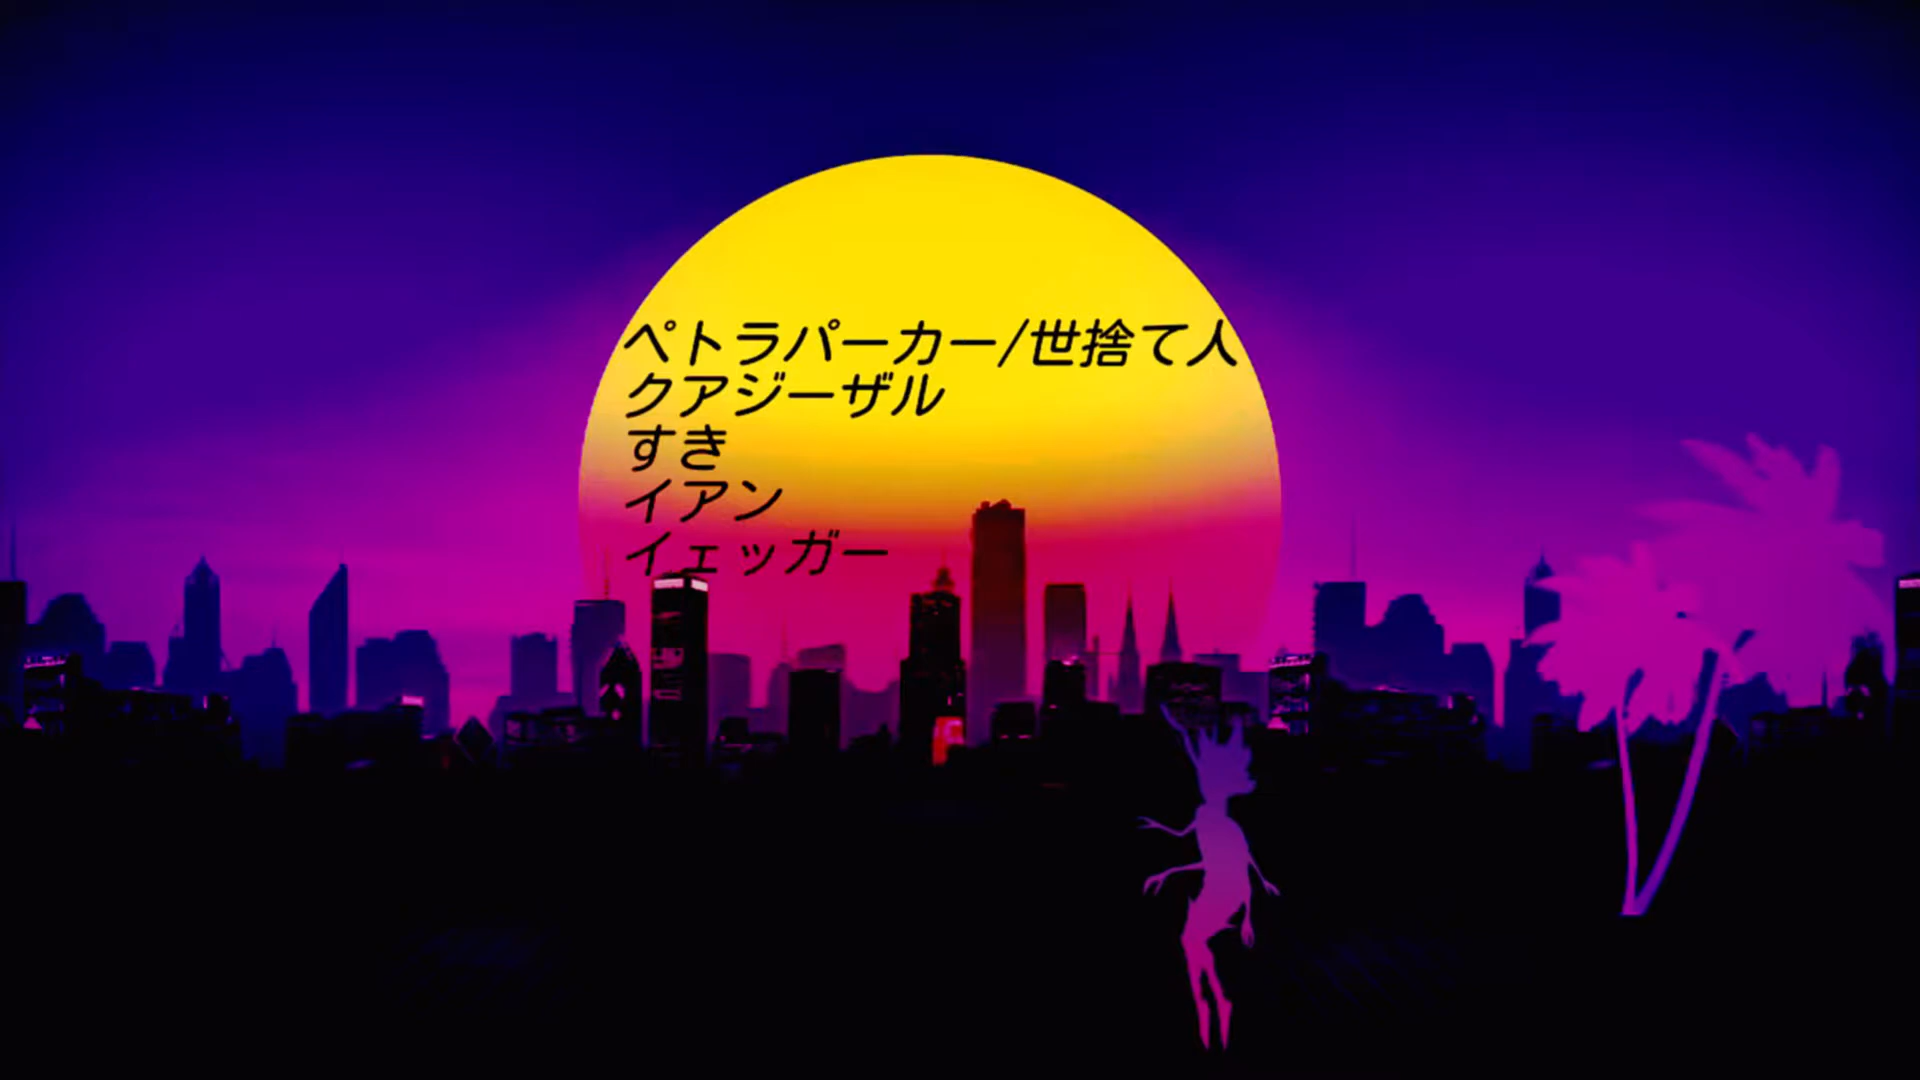 ペトラパーカー/世捨て人
クアジーザル
すき
イアン
イェッガー